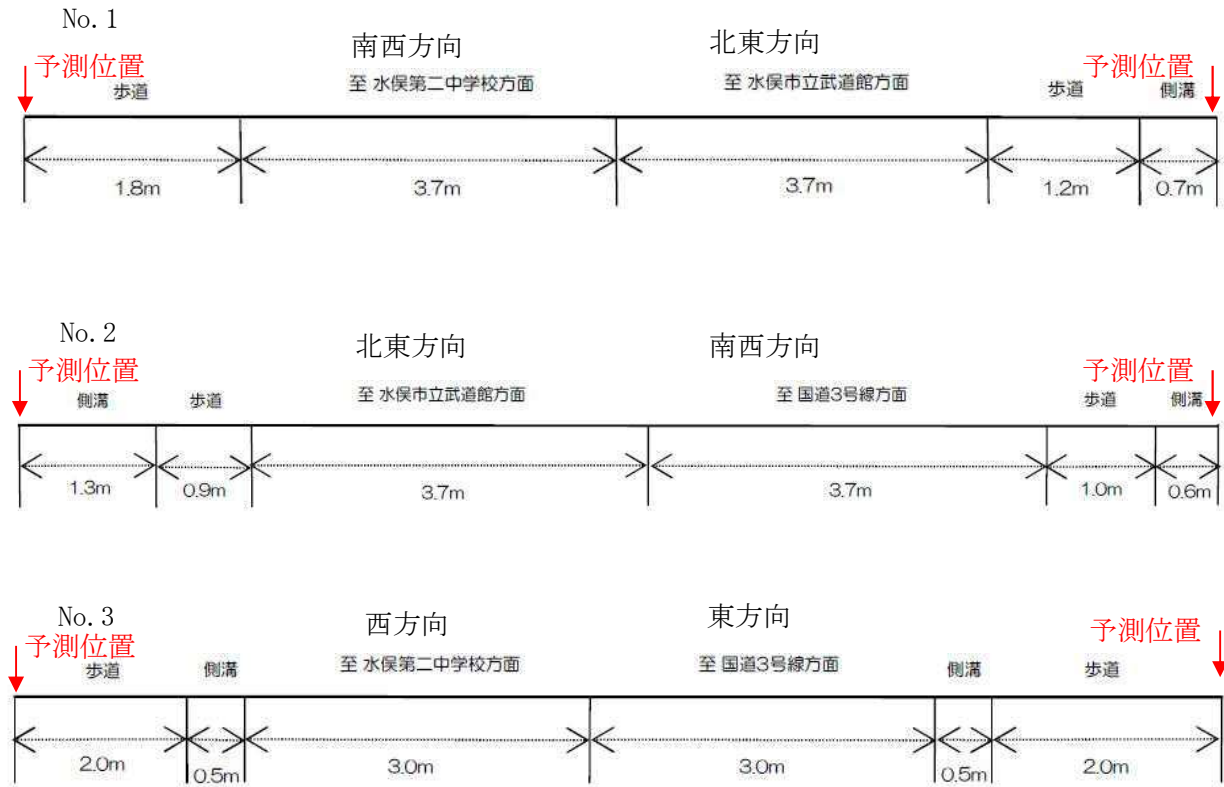 No.1
南西方向 北東方向
予測位置 予測位置
歩道 至 水俣第二中学校方面 至 水俣市立武道館方面 歩道 側溝
1.8m 3.7m 3.7m 1.2m 0.7m
No.2
北東方向 南西方向
予測位置 予測位置
側溝 歩道 至 水俣市立武道館方面 至 国道3号線方面 歩道 側溝
1.3m 0.9m 3.7m 3.7m 1.0m 0.6m
No.3
西方向 東方向
予測位置 予測位置
歩道 側溝 至 水俣第二中学校方面 至 国道3号線方面 側溝 歩道
2.0m 0.5m 3.0m 3.0m 0.5m 2.0m